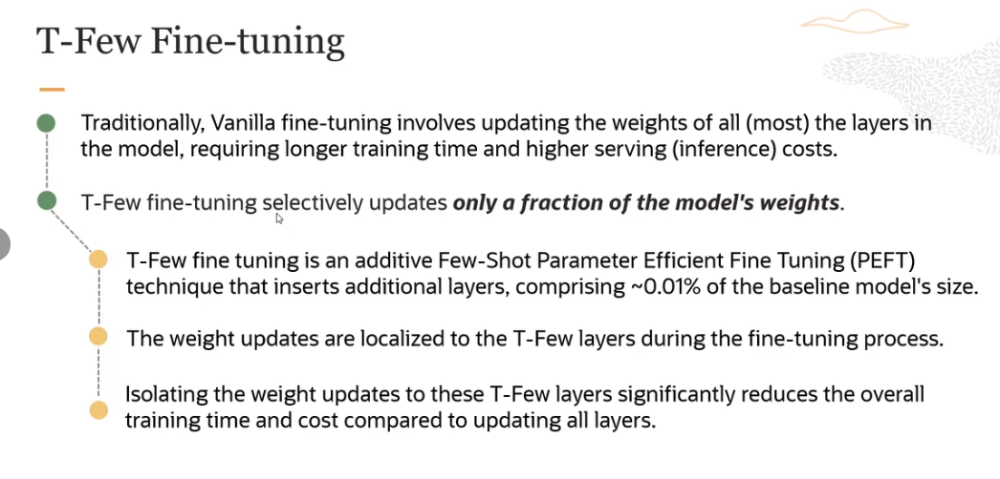 T-Few Fine-tuning
Traditionally, Vanilla fine-tuning involves updating the weights of all (most) the layers in
the model, requiring longer training time and higher serving (inference) costs.
T-Few fine-tuning selectively updates only a fraction of the model's weights.
T-Few fine tuning is an additive Few-Shot Parameter Efficient Fine Tuning (PEFT)
technique that inserts additional layers, comprising ~0.01% of the baseline model's size.
The weight updates are localized to the T-Few layers during the fine-tuning process.
Isolating the weight updates to these T-Few layers significantly reduces the overall
training time and cost compared to updating all layers.